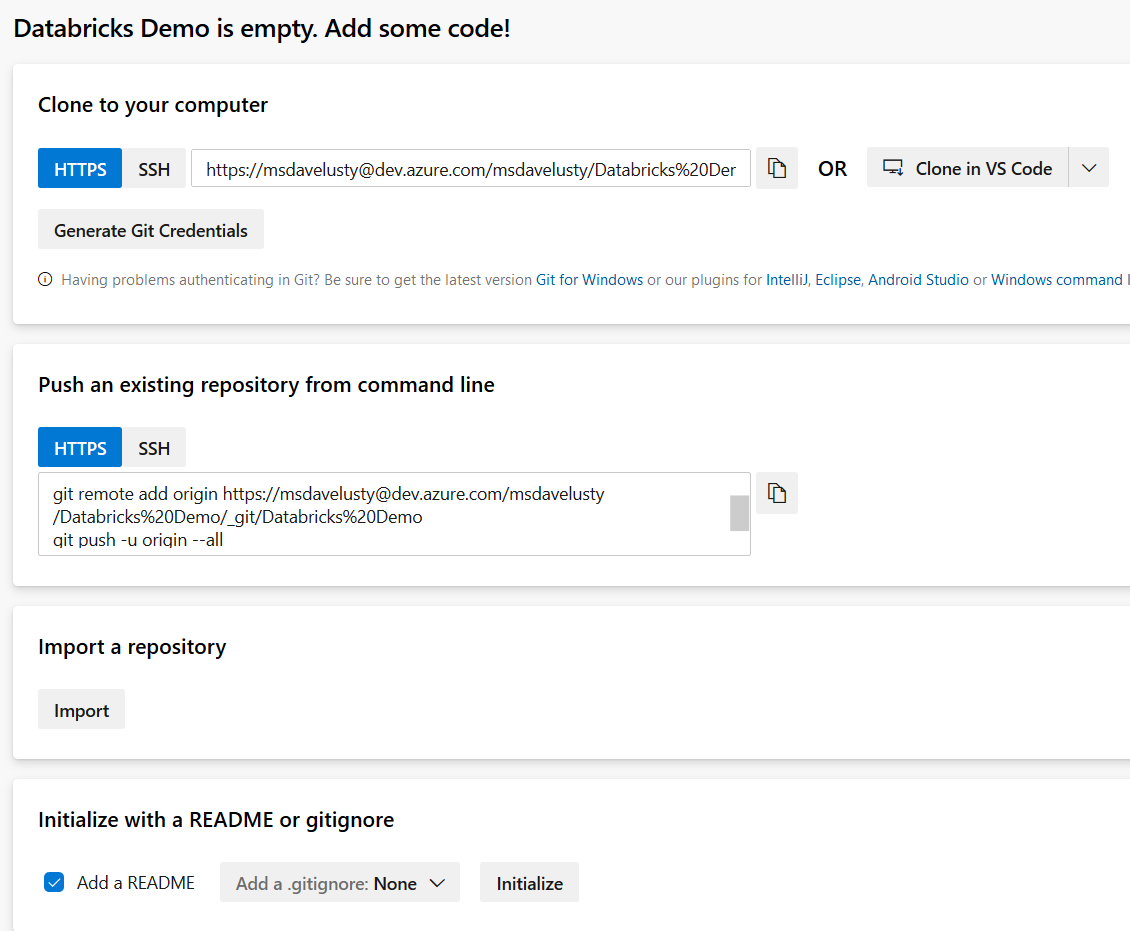 Databricks Demo is empty. Add some code!
Clone to your computer
HTTPS SSH https://msdavelusty@dev.azure.com/msdavelusty/Databricks%20Der OR Clone in VS Code
Generate Git Credentials
Having problems authenticating in Git? Be sure to get the latest version Git for Windows or our plugins for IntelliJ, Eclipse, Android Studio or Windows command
Push an existing repository from command line
HTTPS SSH
git remote add origin https://msdavelusty@dev.azure.com/msdavelusty
/Databricks%20Demo/_git/Databricks%20Demo
git push -u origin --all
Import a repository
Import
Initialize with a README or gitignore
Add a README Add a .gitignore: None Initialize